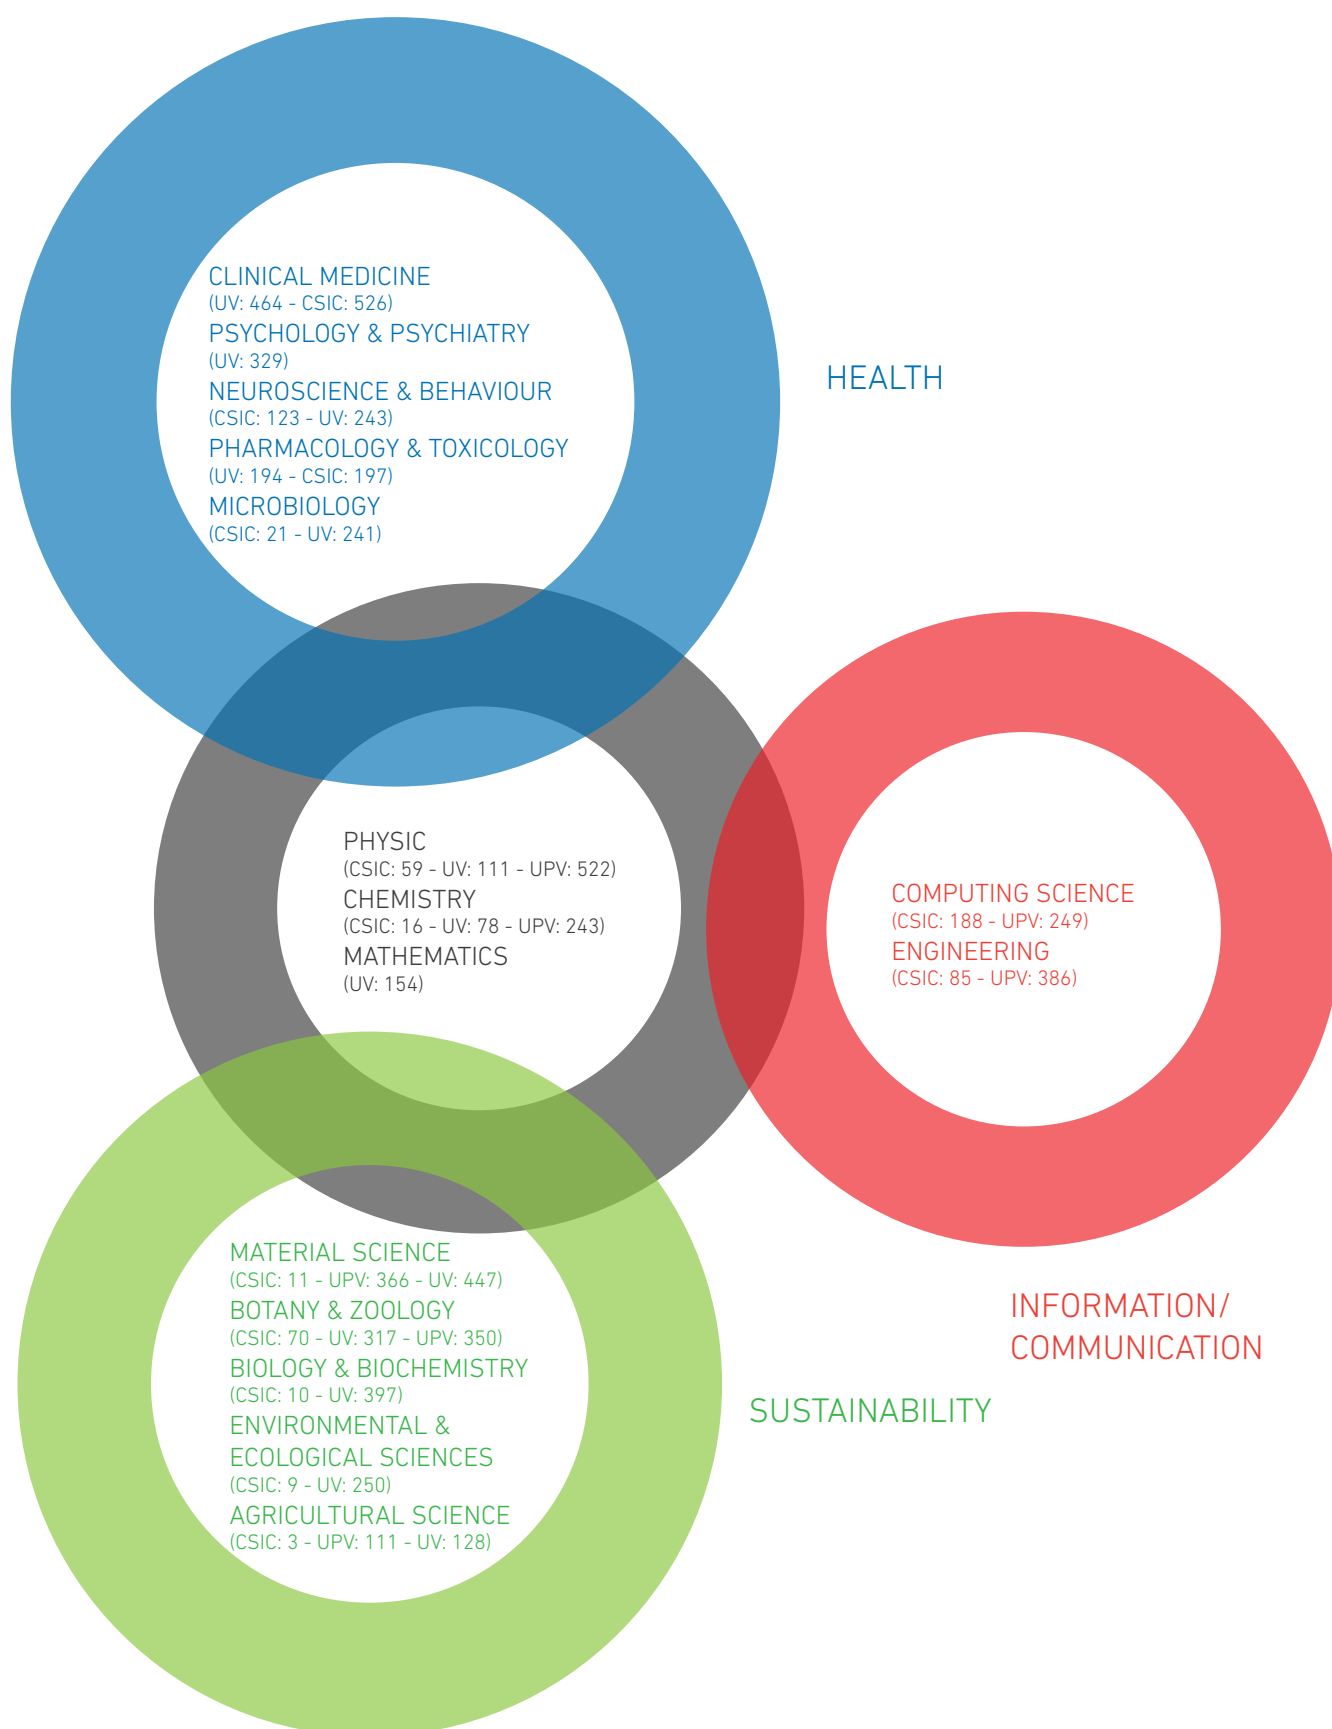 CLINICAL MEDICINE
(UV: 464 - CSIC: 526)
PSYCHOLOGY & PSYCHIATRY
(UV: 329)
NEUROSCIENCE & BEHAVIOUR
(CSIC: 123 - UV: 243)
PHARMACOLOGY & TOXICOLOGY
(UV: 194 - CSIC: 197)
MICROBIOLOGY
(CSIC: 21 - UV: 241)
HEALTH
PHYSIC
(CSIC: 59 - UV: 111 - UPV: 522)
CHEMISTRY
(CSIC: 16 - UV: 78 - UPV: 243)
MATHEMATICS
(UV: 154)
COMPUTING SCIENCE
(CSIC: 188 - UPV: 249)
ENGINEERING
(CSIC: 85 - UPV: 386)
INFORMATION/
COMMUNICATION
MATERIAL SCIENCE
(CSIC: 11 - UPV: 366 - UV: 447)
BOTANY & ZOOLOGY
(CSIC: 70 - UV: 317 - UPV: 350)
BIOLOGY & BIOCHEMISTRY
(CSIC: 10 - UV: 397)
ENVIRONMENTAL &
ECOLOGICAL SCIENCES
(CSIC: 9 - UV: 250)
AGRICULTURAL SCIENCE
(CSIC: 3 - UPV: 111 - UV: 128)
SUSTAINABILITY